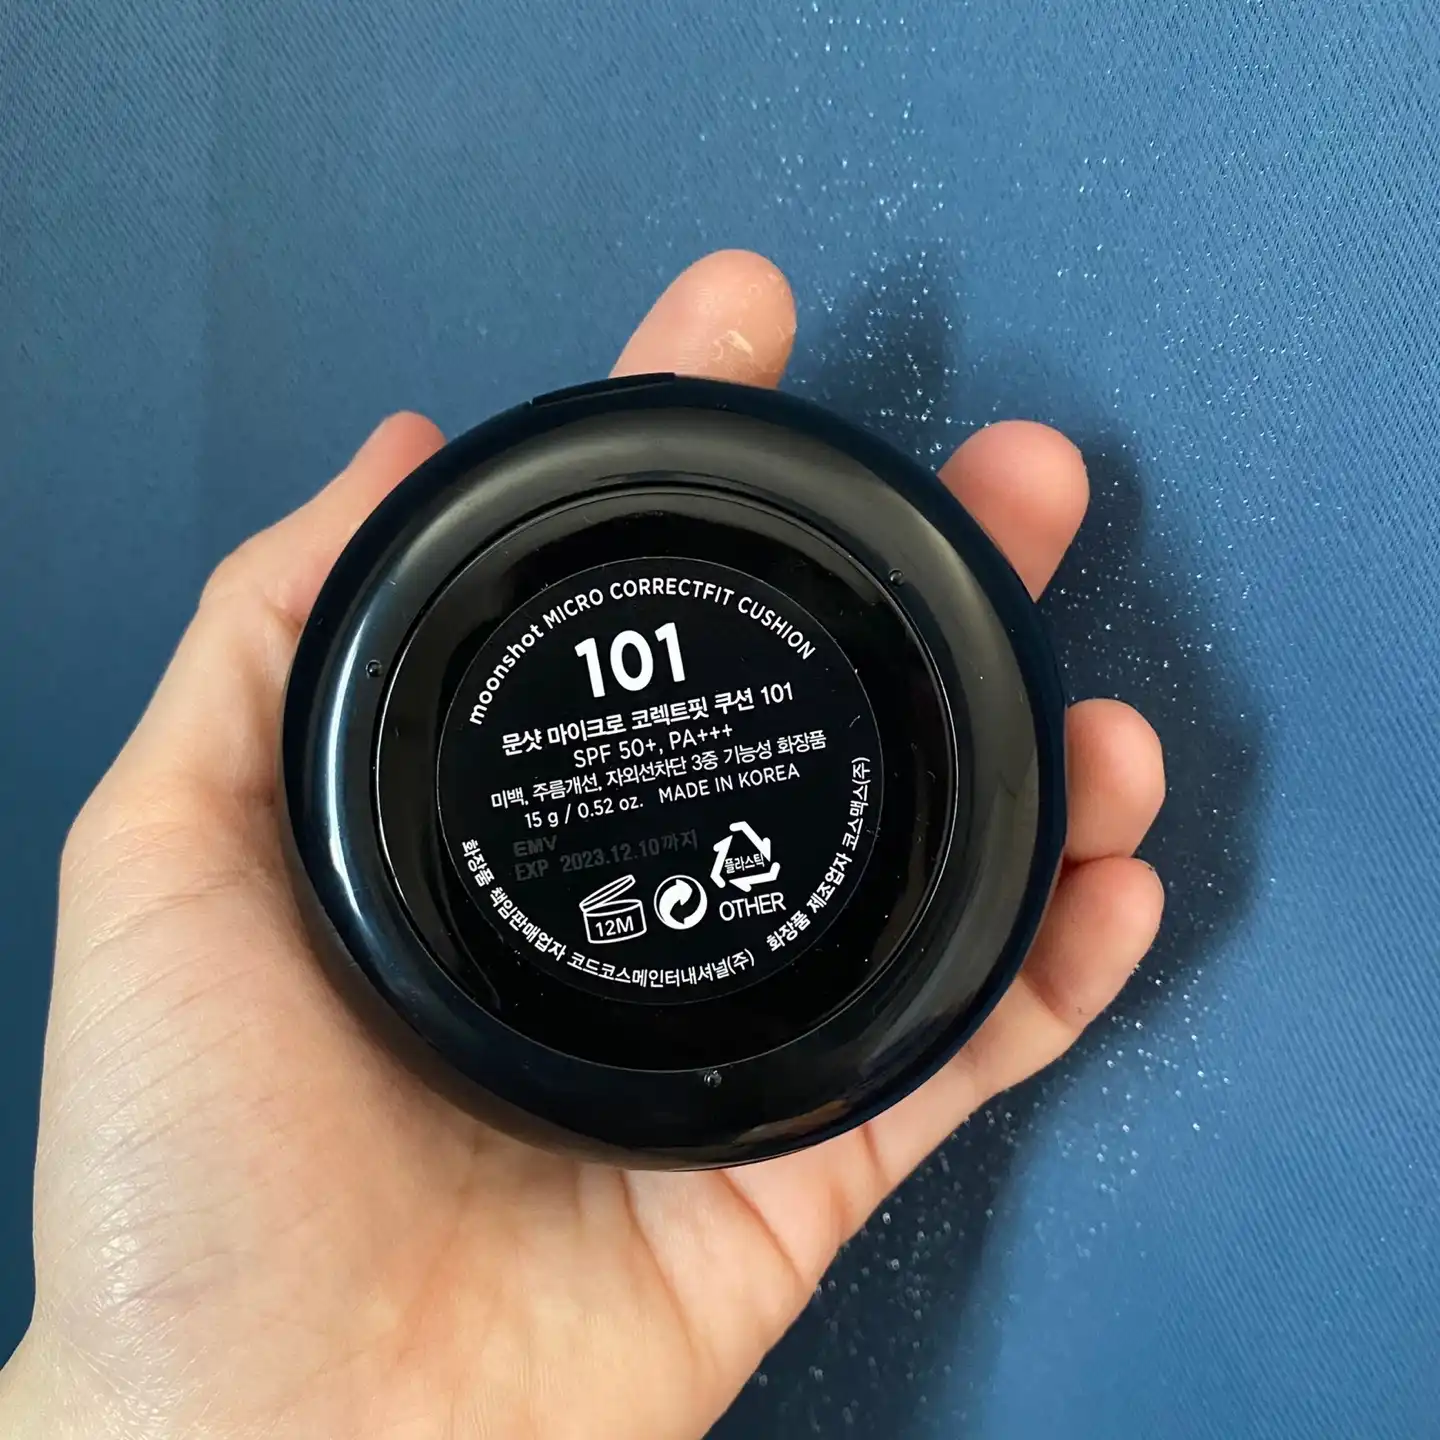 moonshot MICRO CORRECTFIT CUSHION
101
문샷 마이크로 코렉트핏 쿠션 101
SPF 50+, PA+++
미백, 주름개선, 자외선차단 3중 기능성 화장품
15 g / 0.52 oz. MADE IN KOREA
EMV
EXP 2023.12.10까지
플라스틱
12M
OTHER
화장품 책임판매업자 코드코스메인터내셔널(주)
화장품 제조업자 코스맥스(주)